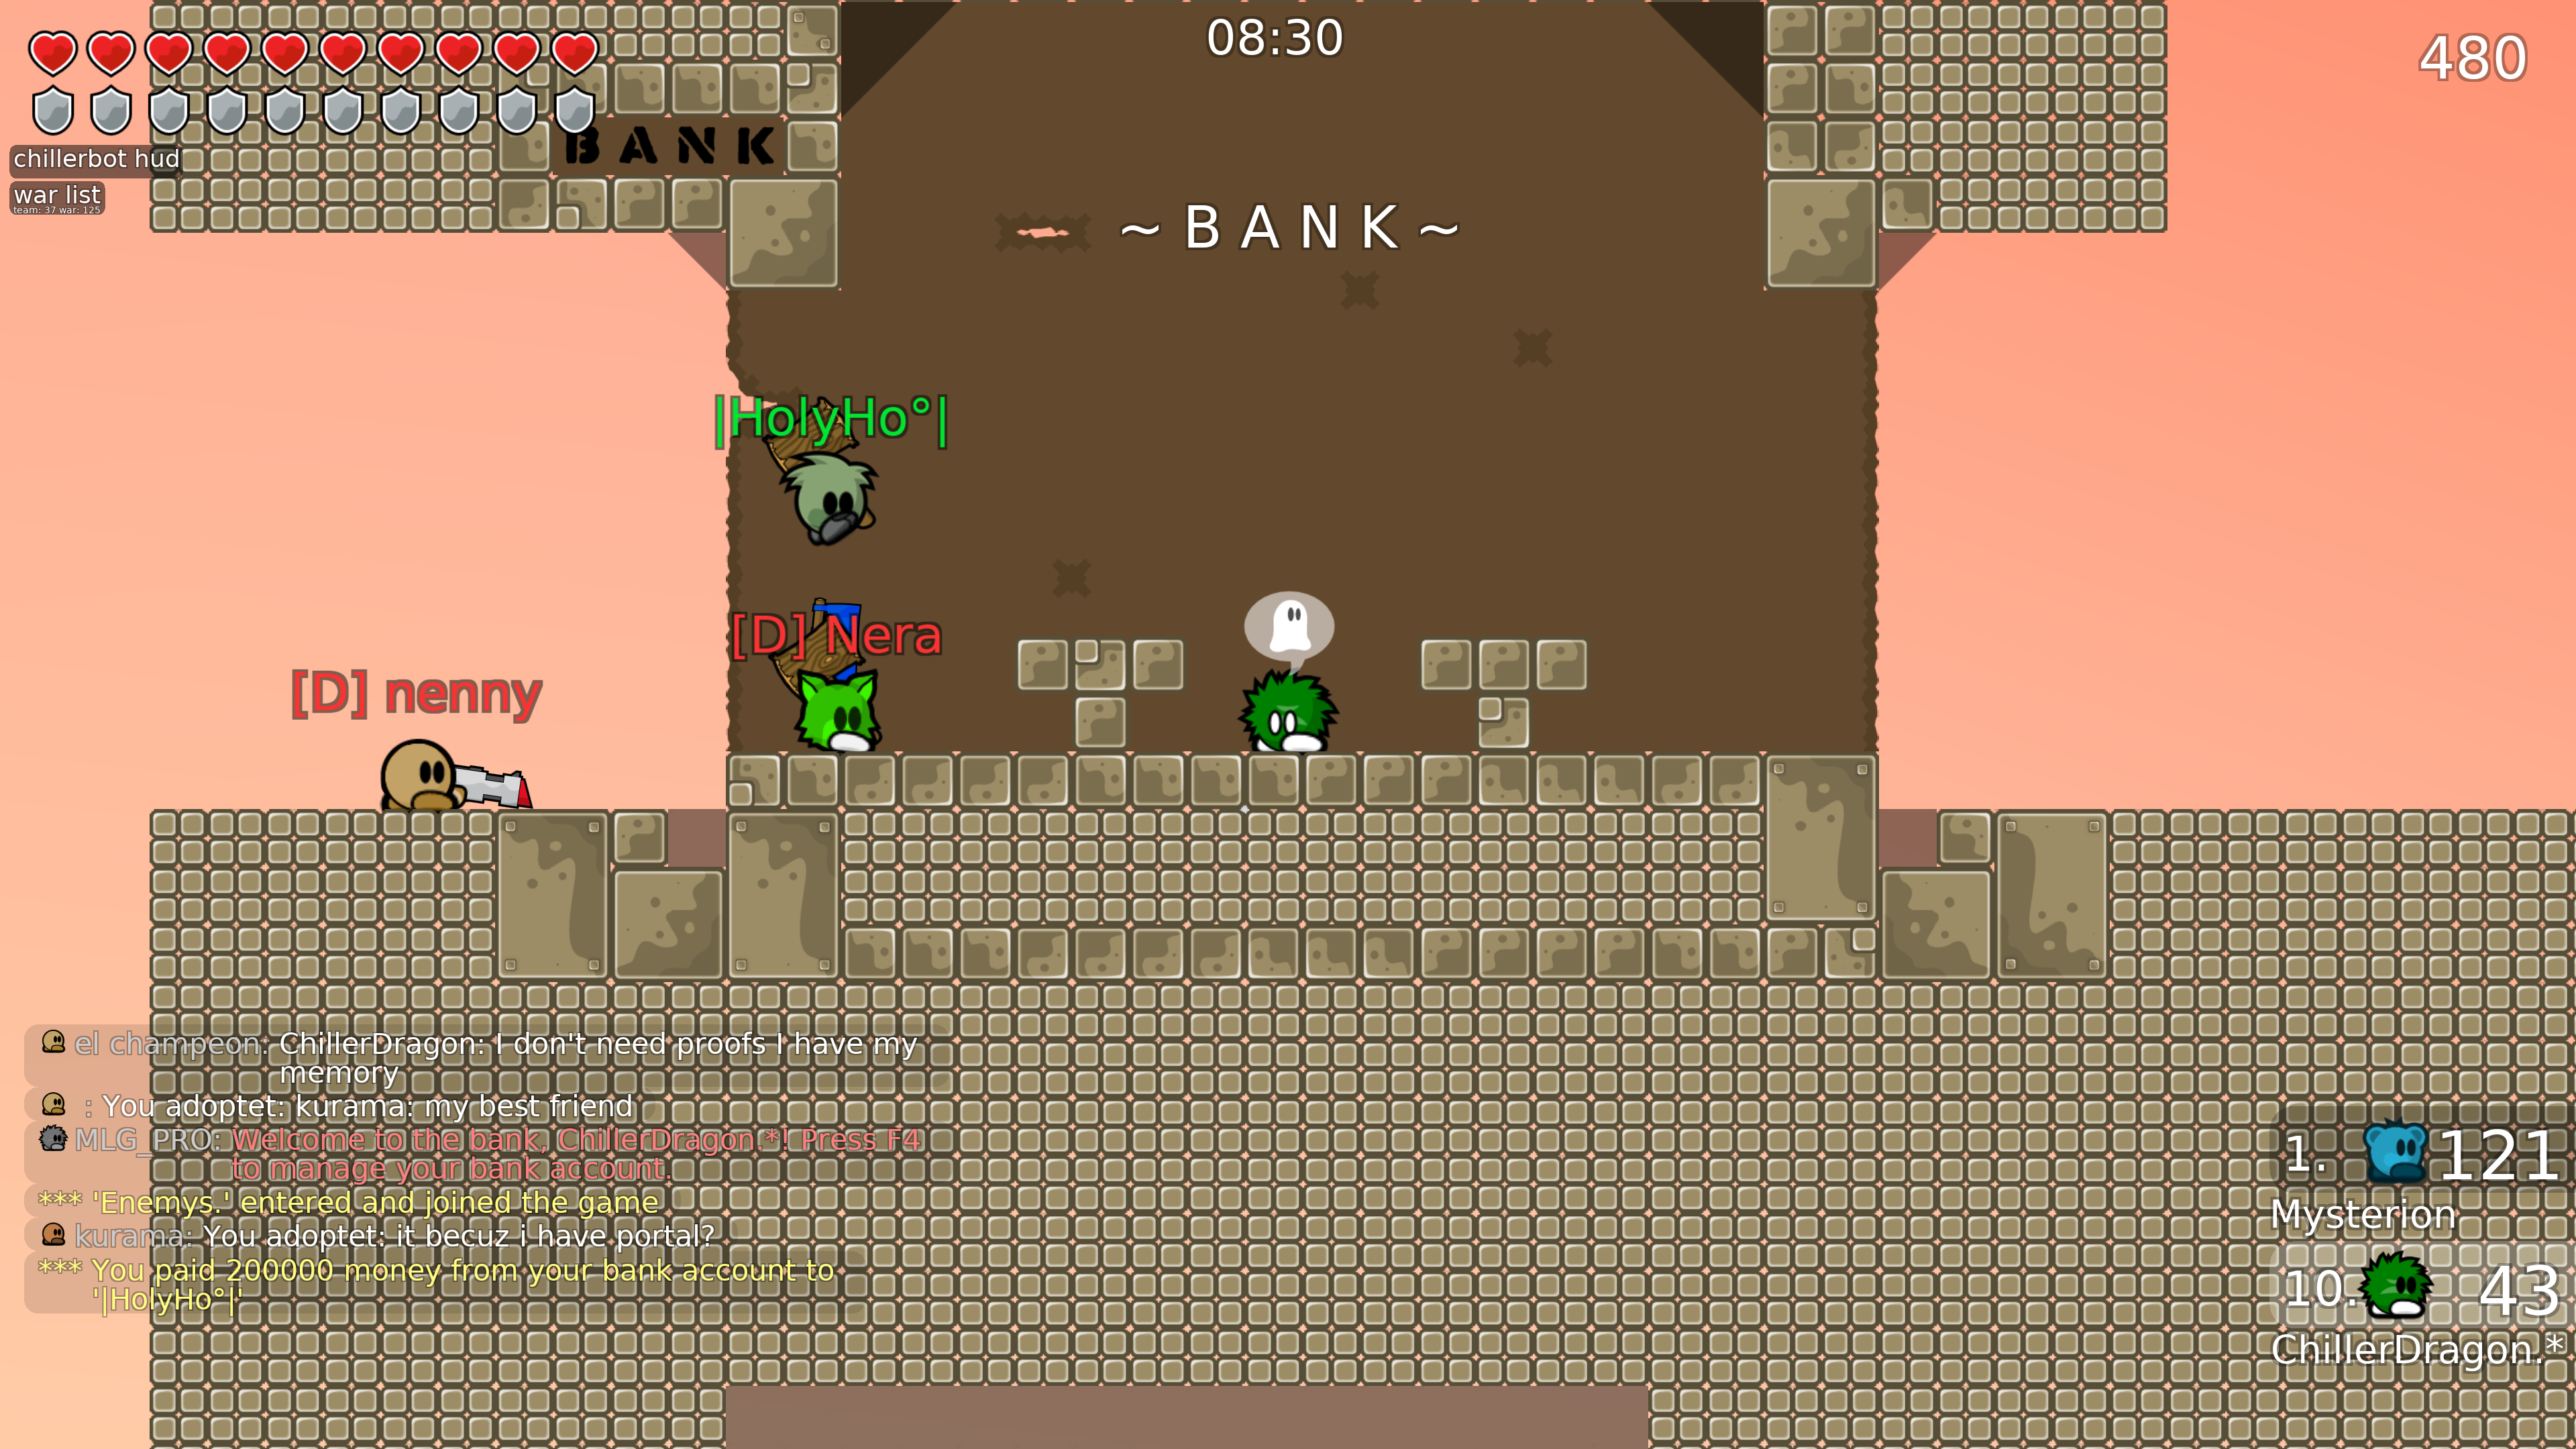 08:30
480
BANK
chillerbot hud
war list
team: 37 war: 125
~ B A N K ~
|HolyHo°|
[D] Nera
[D] nenny
el champeon: ChillerDragon: I don't need proofs I have my
memory
: You adoptet: kurama: my best friend
MLG_PRO: Welcome to the bank, ChillerDragon.*! Press F4
to manage your bank account.
*** 'Enemys.' entered and joined the game
kurama: You adoptet: it becuz i have portal?
*** You paid 200000 money from your bank account to
'|HolyHo°|'
1. 121
Mysterion
10. 43
ChillerDragon.*